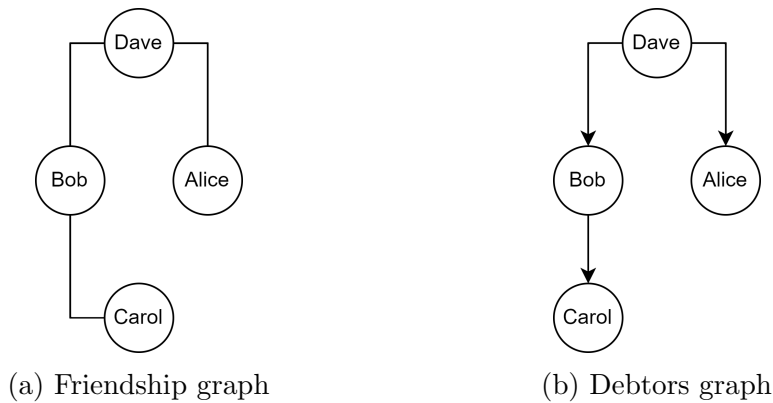 Dave
Dave
Bob
Alice
Bob
Alice
Carol
Carol
(a) Friendship graph
(b) Debtors graph